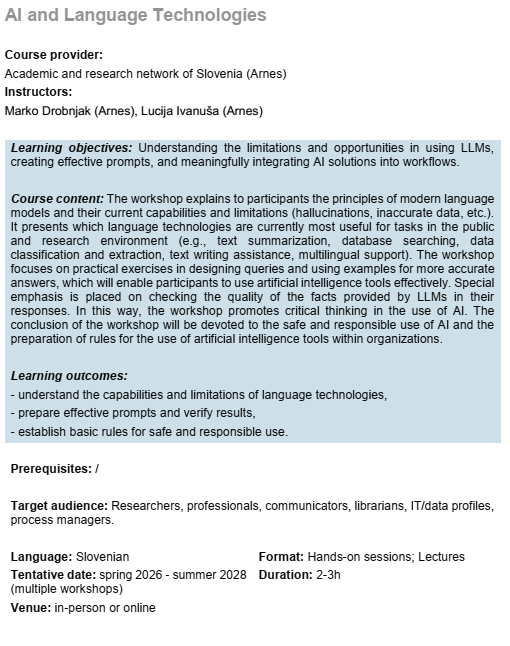 AI and Language Technologies
Course provider:
Academic and research network of Slovenia (Arnes)
Instructors:
Marko Drobnjak (Arnes), Lucija Ivanuša (Arnes)
Learning objectives: Understanding the limitations and opportunities in using LLMs,
creating effective prompts, and meaningfully integrating AI solutions into workflows.
Course content: The workshop explains to participants the principles of modern language
models and their current capabilities and limitations (hallucinations, inaccurate data, etc.).
It presents which language technologies are currently most useful for tasks in the public
and research environment (e.g., text summarization, database searching, data
classification and extraction, text writing assistance, multilingual support). The workshop
focuses on practical exercises in designing queries and using examples for more accurate
answers, which will enable participants to use artificial intelligence tools effectively. Special
emphasis is placed on checking the quality of the facts provided by LLMs in their
responses. In this way, the workshop promotes critical thinking in the use of AI. The
conclusion of the workshop will be devoted to the safe and responsible use of AI and the
preparation of rules for the use of artificial intelligence tools within organizations.
Learning outcomes:
- understand the capabilities and limitations of language technologies,
- prepare effective prompts and verify results,
- establish basic rules for safe and responsible use.
Prerequisites: /
Target audience: Researchers, professionals, communicators, librarians, IT/data profiles,
process managers.
Language: Slovenian
Format: Hands-on sessions; Lectures
Tentative date: spring 2026 - summer 2028
(multiple workshops)
Duration: 2-3h
Venue: in-person or online